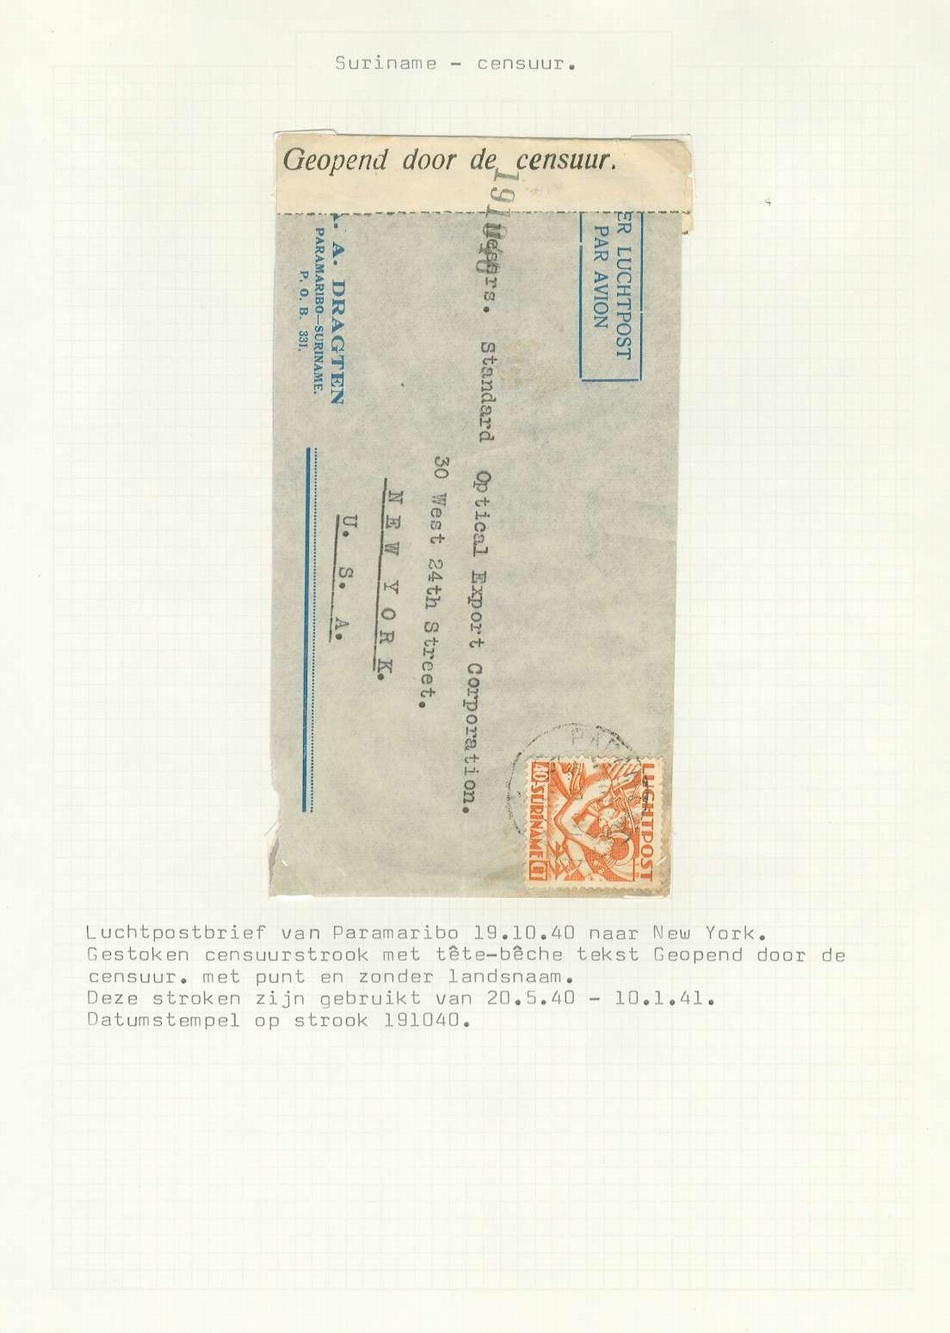 Suriname - censuur.
Geopend door de censuur.
191040
ER LUCHTPOST
PAR AVION
A. DRAGTEN
PARAMARIBO—SURINAME.
P. O. B. 331.
Messrs. Standard Optical Export Corporation.
30 West 24th Street.
NEW YORK.
U. S. A.
LUCHTPOST
40 SURINAME CT
Luchtpostbrief van Paramaribo 19.10.40 naar New York.
Gestoken censuurstrook met tête-bêche tekst Geopend door de
censuur. met punt en zonder landsnaam.
Deze stroken zijn gebruikt van 20.5.40 - 10.1.41.
Datumstempel op strook 191040.